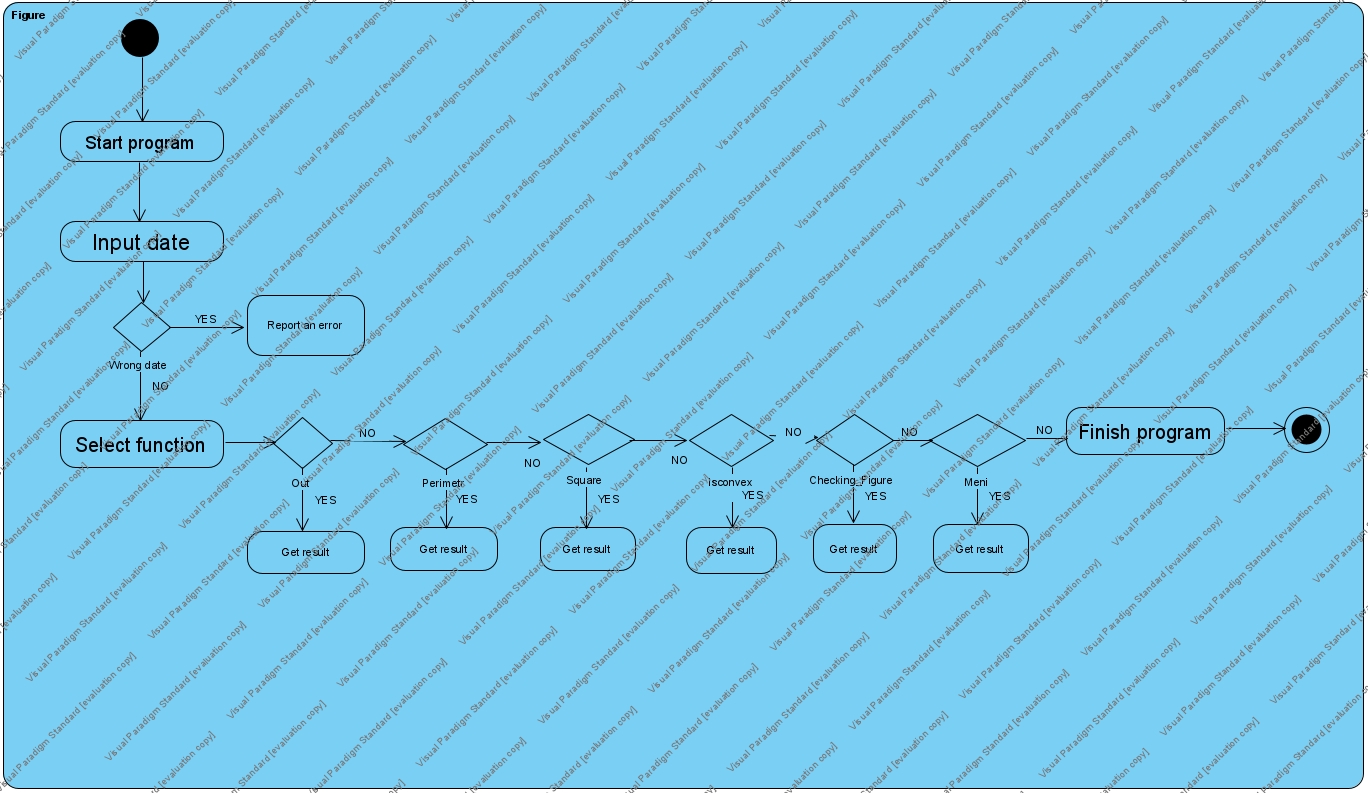 Figure
Start program
Input date
YES
Report an error
Wrong date
NO
Select function
NO
NO
NO
NO
NO
NO
Finish program
Out
Perimetr
Square
isconvex
Checking_Figure
Meni
YES
YES
YES
YES
YES
YES
Get result
Get result
Get result
Get result
Get result
Get result
Visual Paradigm Standard [evaluation copy]